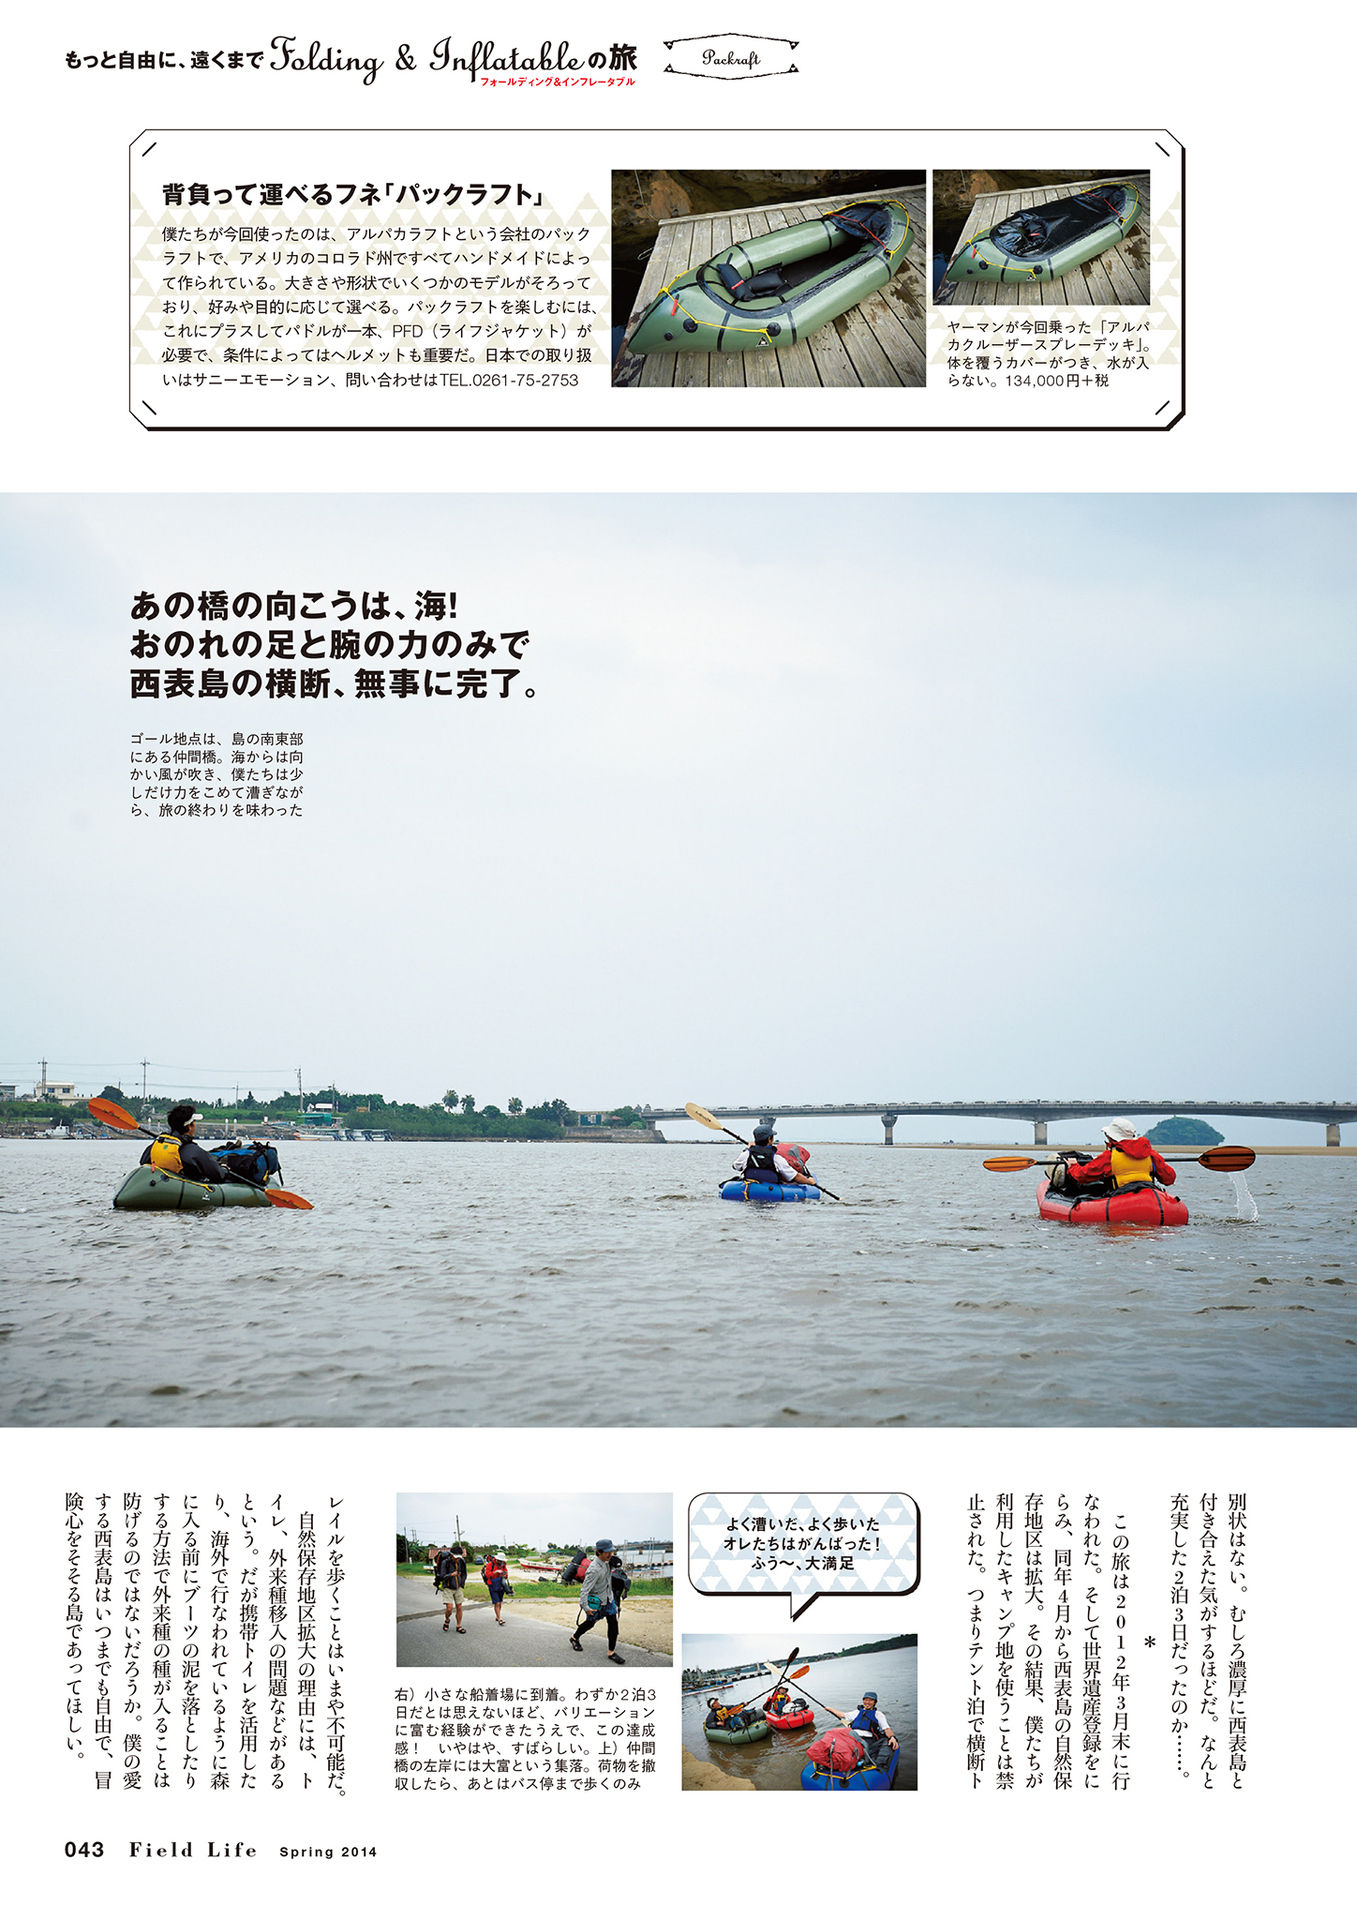 もっと自由に、遠くまで Folding & Inflatableの旅
フォールディング&インフレータブル
Packraft
背負って運べるフネ「パックラフト」
僕たちが今回使ったのは、アルパカラフトという会社のパック
ラフトで、アメリカのコロラド州ですべてハンドメイドによっ
て作られている。大きさや形状でいくつかのモデルがそろって
おり、好みや目的に応じて選べる。パックラフトを楽しむには、
これにプラスしてパドルが一本、PFD（ライフジャケット）が
必要で、条件によってはヘルメットも重要だ。日本での取り扱
いはサニーエモーション、問い合わせはTEL.0261-75-2753
ヤーマンが今回乗った「アルパ
カクルーザースプレーデッキ」。
体を覆うカバーがつき、水が入
らない。134,000円＋税
あの橋の向こうは、海!
おのれの足と腕の力のみで
西表島の横断、無事に完了。
ゴール地点は、島の南東部
にある仲間橋。海からは向
かい風が吹き、僕たちは少
しだけ力をこめて漕ぎなが
ら、旅の終わりを味わった
別状はない。むしろ濃厚に西表島と
付き合えた気がするほどだ。なんと
充実した2泊3日だったのか……。
＊
この旅は2012年3月末に行
なわれた。そして世界遺産登録をに
らみ、同年4月から西表島の自然保
存地区は拡大。その結果、僕たちが
利用したキャンプ地を使うことは禁
止された。つまりテント泊で横断ト
よく漕いだ、よく歩いた
オレたちはがんばった!
ふう〜、大満足
右）小さな船着場に到着。わずか2泊3
日だとは思えないほど、バリエーション
に富む経験ができたうえで、この達成
感！　いやはや、すばらしい。上）仲間
橋の左岸には大富という集落。荷物を撤
収したら、あとはバス停まで歩くのみ
レイルを歩くことはいまや不可能だ。
自然保存地区拡大の理由には、ト
イレ、外来種移入の問題などがある
という。だが携帯トイレを活用した
り、海外で行なわれているように森
に入る前にブーツの泥を落としたり
する方法で外来種の種が入ることは
防げるのではないだろうか。僕の愛
する西表島はいつまでも自由で、冒
険心をそそる島であってほしい。
043 Field Life Spring 2014